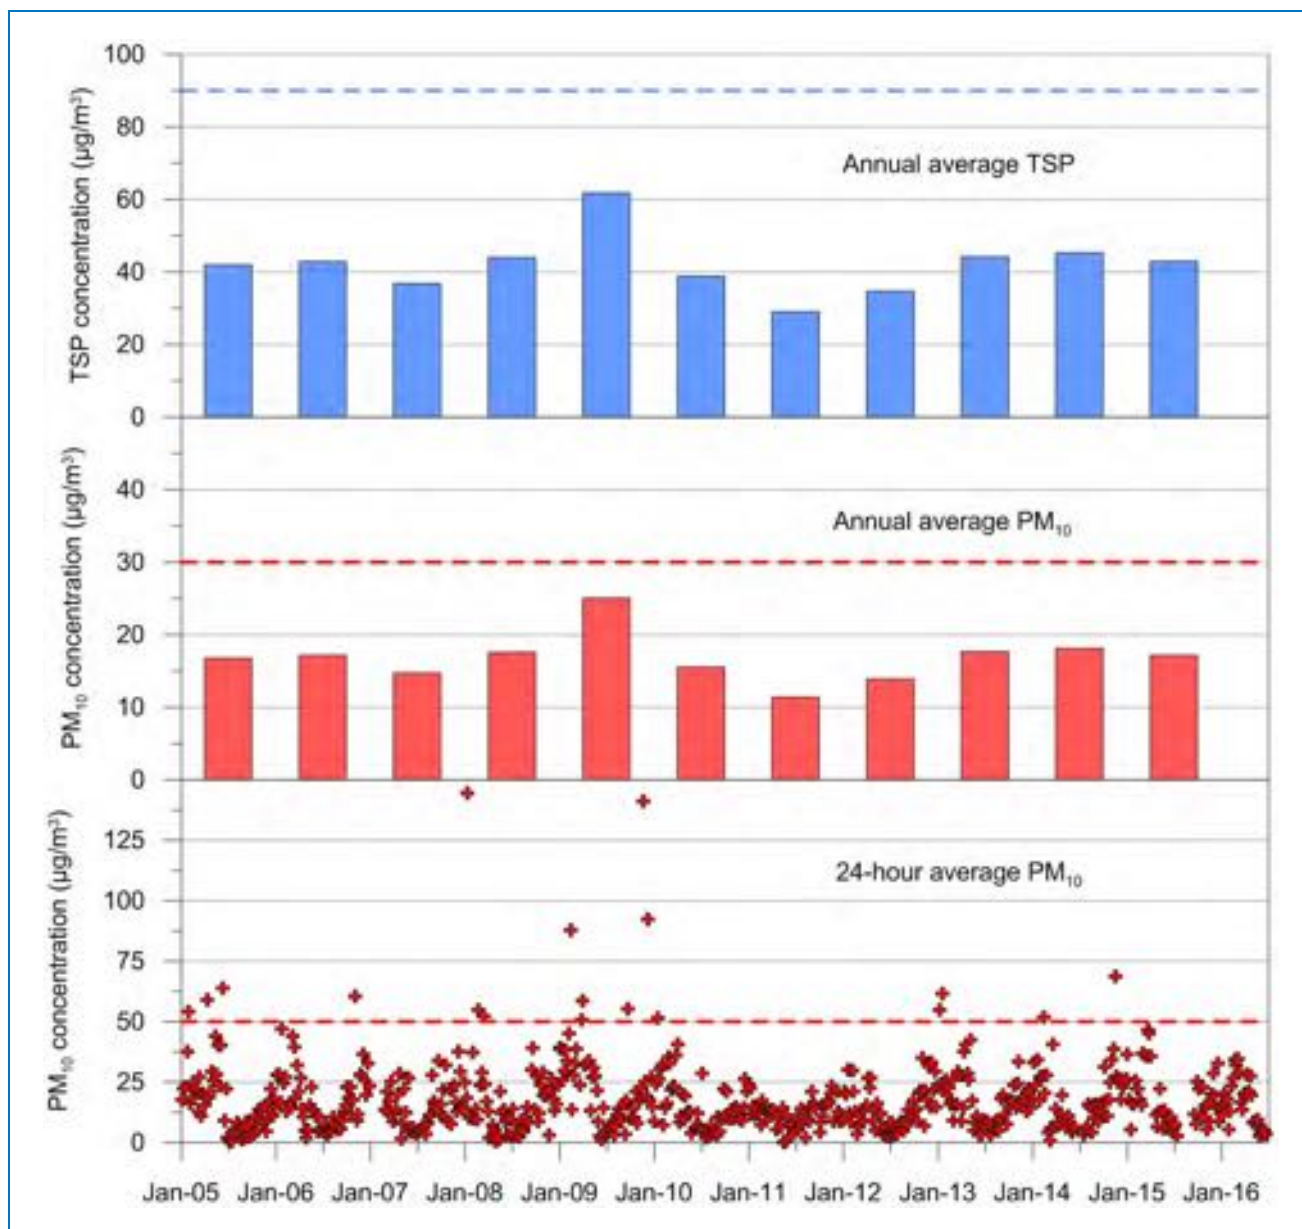 100
80
60
40
20
0
TSP concentration (µg/m³)
Annual average TSP
40
30
20
10
0
PM₁₀ concentration (µg/m³)
Annual average PM₁₀
125
100
75
50
25
0
PM₁₀ concentration (µg/m³)
24-hour average PM₁₀
Jan-05 Jan-06 Jan-07 Jan-08 Jan-09 Jan-10 Jan-11 Jan-12 Jan-13 Jan-14 Jan-15 Jan-16